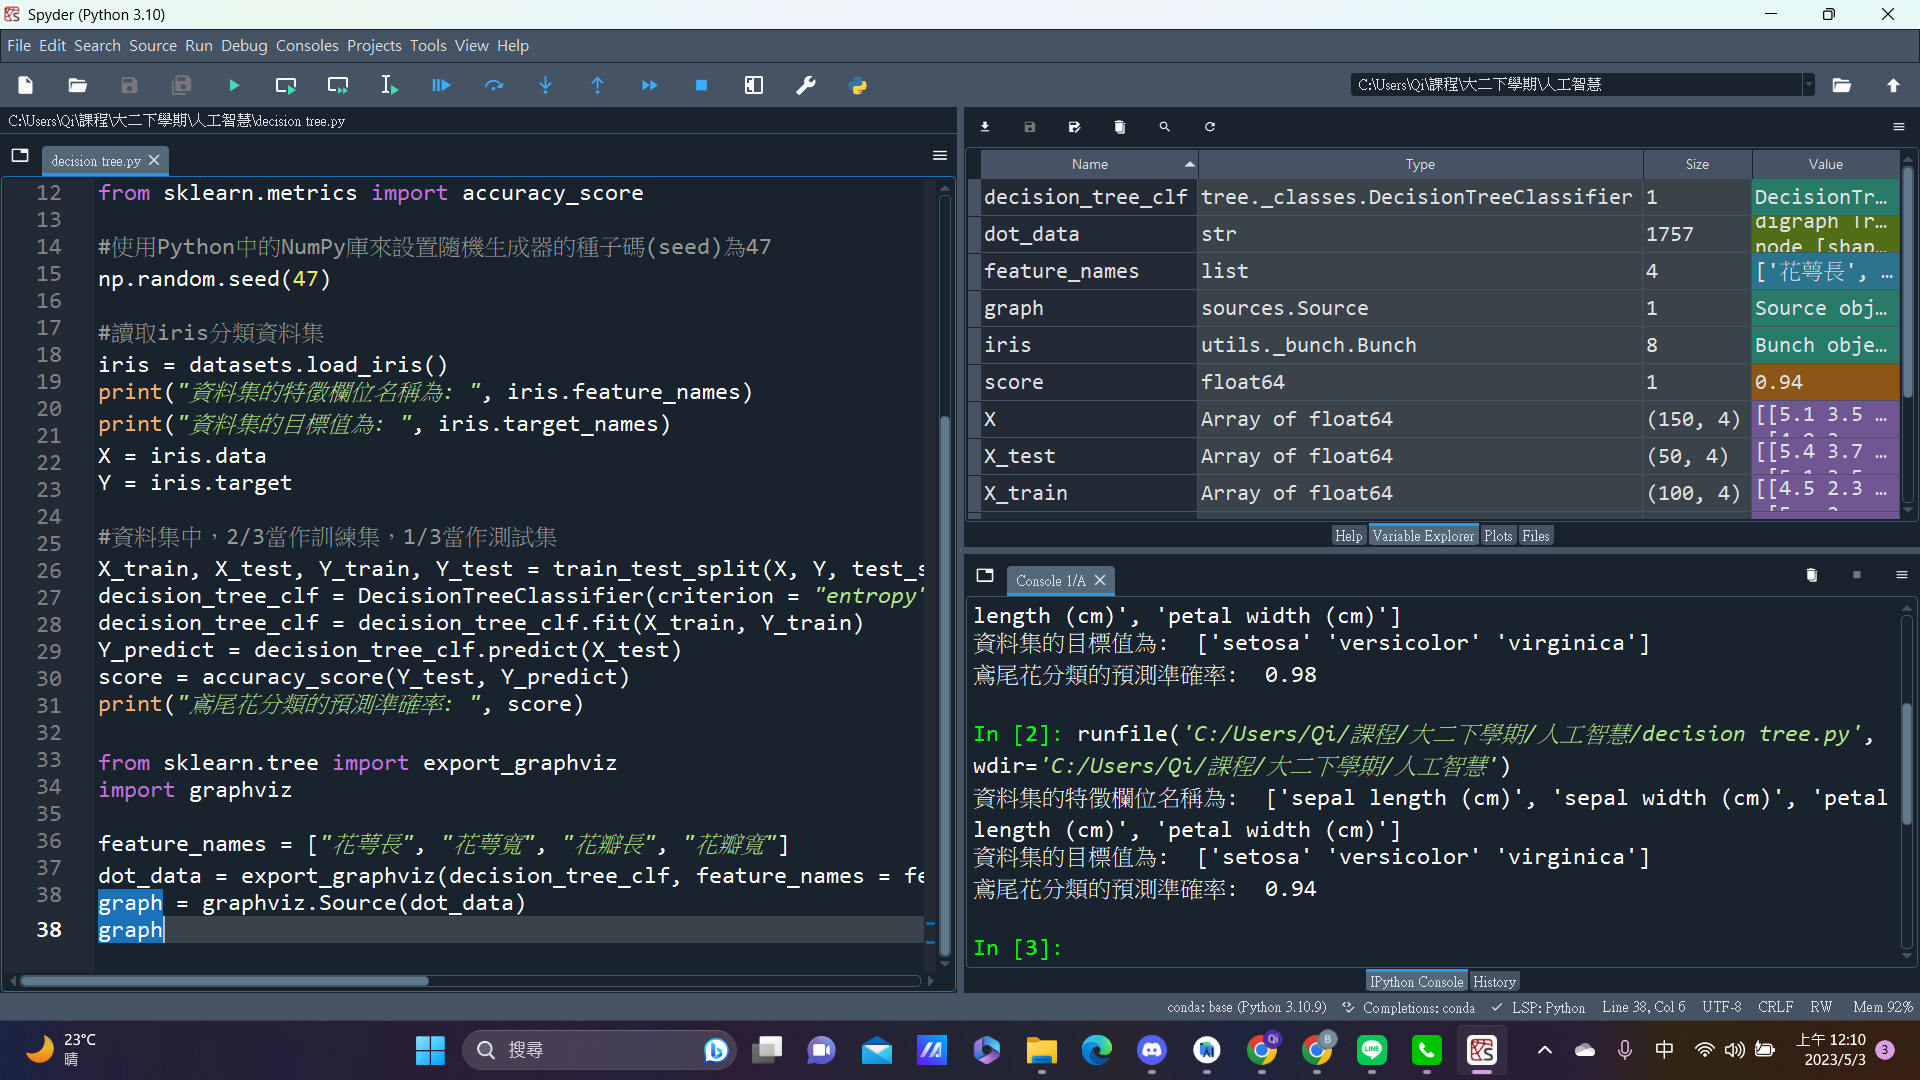 Spyder (Python 3.10)
File Edit Search Source Run Debug Consoles Projects Tools View Help
C:\Users\Qi\課程\大二下學期\人工智慧
C:\Users\Qi\課程\大二下學期\人工智慧\decision tree.py
decision tree.py
12 from sklearn.metrics import accuracy_score
13
14 #使用Python中的NumPy庫來設置隨機生成器的種子碼(seed)為47
15 np.random.seed(47)
16
17 #讀取iris分類資料集
18 iris = datasets.load_iris()
19 print("資料集的特徵欄位名稱為: ", iris.feature_names)
20 print("資料集的目標值為: ", iris.target_names)
21
22 X = iris.data
23 Y = iris.target
24
25 #資料集中，2/3當作訓練集，1/3當作測試集
26 X_train, X_test, Y_train, Y_test = train_test_split(X, Y, test_s
27 decision_tree_clf = DecisionTreeClassifier(criterion = "entropy"
28 decision_tree_clf = decision_tree_clf.fit(X_train, Y_train)
29 Y_predict = decision_tree_clf.predict(X_test)
30 score = accuracy_score(Y_test, Y_predict)
31 print("鳶尾花分類的預測準確率: ", score)
32
33 from sklearn.tree import export_graphviz
34 import graphviz
35
36 feature_names = ["花萼長", "花萼寬", "花瓣長", "花瓣寬"]
37 dot_data = export_graphviz(decision_tree_clf, feature_names = fe
38 graph = graphviz.Source(dot_data)
38 graph
Name Type Size Value
decision_tree_clf tree._classes.DecisionTreeClassifier 1 DecisionTr…
dot_data str 1757 digraph Tr…
node [shap…
feature_names list 4 ['花萼長', …
graph sources.Source 1 Source obj…
iris utils._bunch.Bunch 8 Bunch obje…
score float64 1 0.94
X Array of float64 (150, 4) [[5.1 3.5 …
X_test Array of float64 (50, 4) [[5.4 3.7 …
X_train Array of float64 (100, 4) [[4.5 2.3 …
Help Variable Explorer Plots Files
Console 1/A
length (cm)', 'petal width (cm)']
資料集的目標值為:  ['setosa' 'versicolor' 'virginica']
鳶尾花分類的預測準確率:  0.98
In [2]: runfile('C:/Users/Qi/課程/大二下學期/人工智慧/decision tree.py',
wdir='C:/Users/Qi/課程/大二下學期/人工智慧')
資料集的特徵欄位名稱為:  ['sepal length (cm)', 'sepal width (cm)', 'petal
length (cm)', 'petal width (cm)']
資料集的目標值為:  ['setosa' 'versicolor' 'virginica']
鳶尾花分類的預測準確率:  0.94
In [3]:
IPython Console History
conda: base (Python 3.10.9) Completions: conda LSP: Python Line 38, Col 6 UTF-8 CRLF RW Mem 92%
23°C
晴
搜尋
Qi
B
LINE
中
上午 12:10
2023/5/3
3